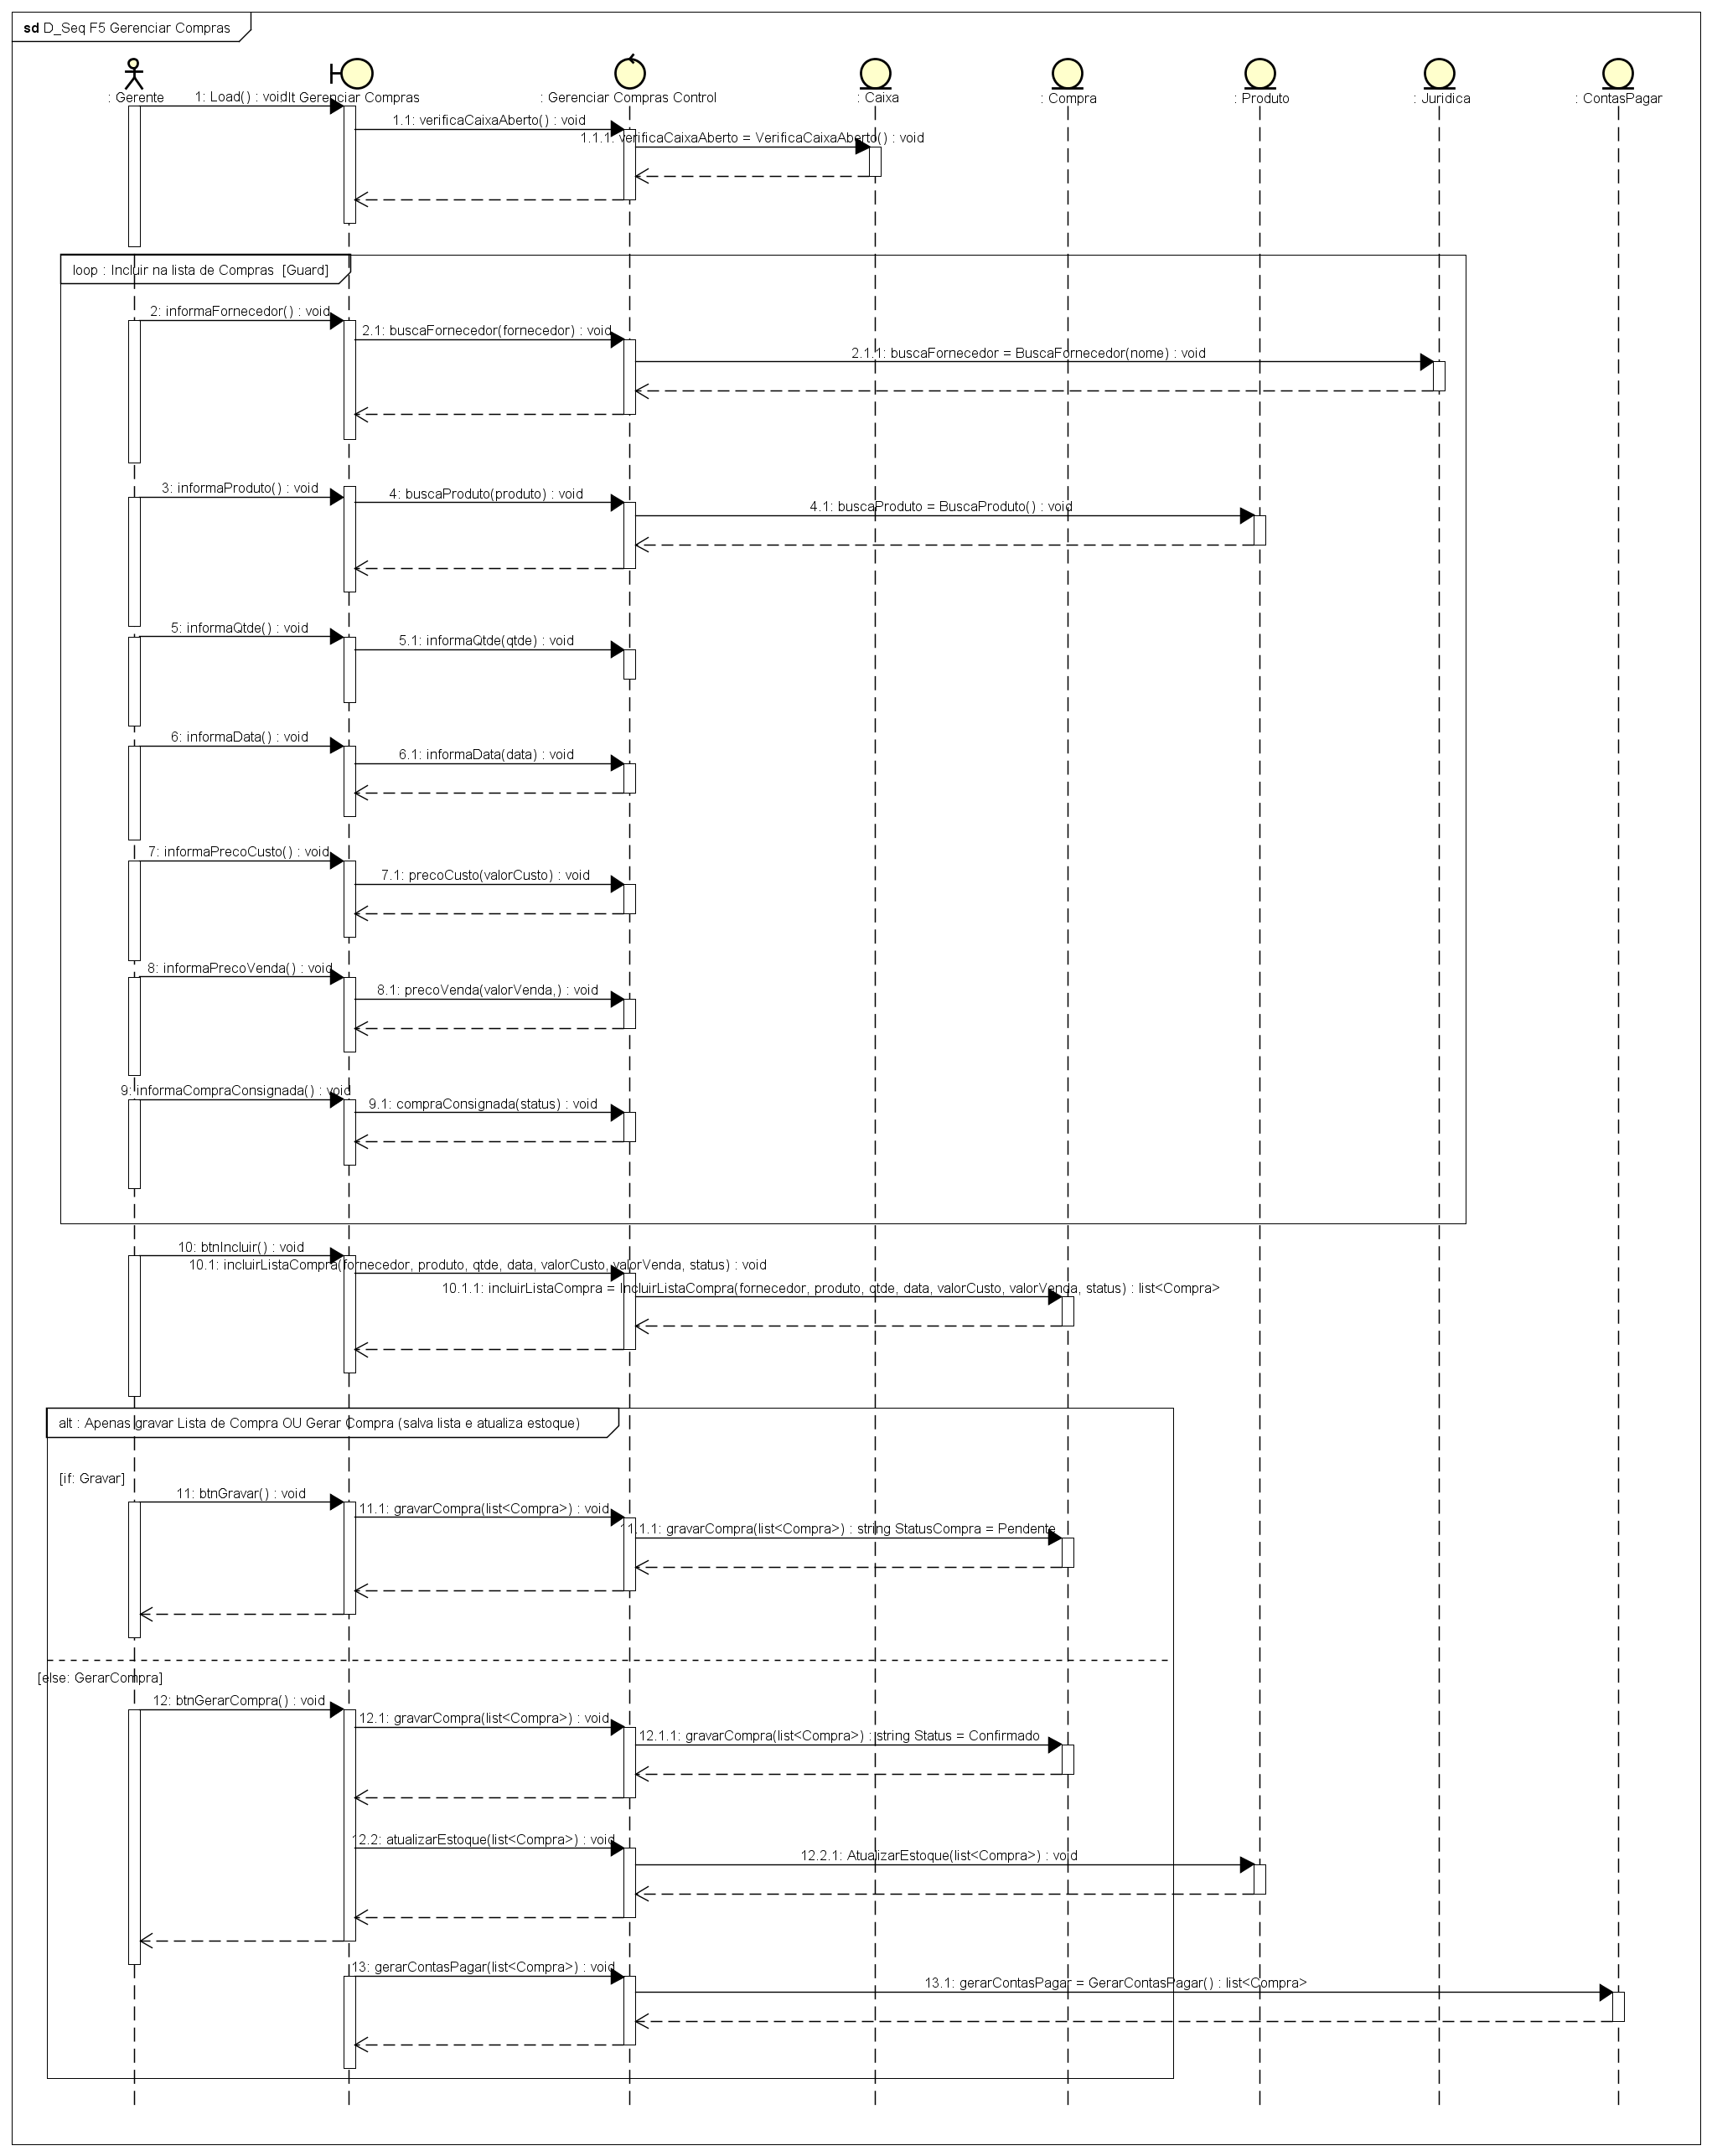 sd D_Seq F5 Gerenciar Compras
: Gerente
It Gerenciar Compras
: Gerenciar Compras Control
: Caixa
: Compra
: Produto
: Juridica
: ContasPagar
1: Load() : void
1.1: verificaCaixaAberto() : void
1.1.1: verificaCaixaAberto = VerificaCaixaAberto() : void
loop : Incluir na lista de Compras [Guard]
2: informaFornecedor() : void
2.1: buscaFornecedor(fornecedor) : void
2.1.1: buscaFornecedor = BuscaFornecedor(nome) : void
3: informaProduto() : void
4: buscaProduto(produto) : void
4.1: buscaProduto = BuscaProduto() : void
5: informaQtde() : void
5.1: informaQtde(qtde) : void
6: informaData() : void
6.1: informaData(data) : void
7: informaPrecoCusto() : void
7.1: precoCusto(valorCusto) : void
8: informaPrecoVenda() : void
8.1: precoVenda(valorVenda,) : void
9: informaCompraConsignada() : void
9.1: compraConsignada(status) : void
10: btnIncluir() : void
10.1: incluirListaCompra(fornecedor, produto, qtde, data, valorCusto, valorVenda, status) : void
10.1.1: incluirListaCompra = IncluirListaCompra(fornecedor, produto, qtde, data, valorCusto, valorVenda, status) : list<Compra>
alt : Apenas gravar Lista de Compra OU Gerar Compra (salva lista e atualiza estoque)
[if: Gravar]
11: btnGravar() : void
11.1: gravarCompra(list<Compra>) : void
11.1.1: gravarCompra(list<Compra>) : string StatusCompra = Pendente
[else: GerarCompra]
12: btnGerarCompra() : void
12.1: gravarCompra(list<Compra>) : void
12.1.1: gravarCompra(list<Compra>) : string Status = Confirmado
12.2: atualizarEstoque(list<Compra>) : void
12.2.1: AtualizarEstoque(list<Compra>) : void
13: gerarContasPagar(list<Compra>) : void
13.1: gerarContasPagar = GerarContasPagar() : list<Compra>